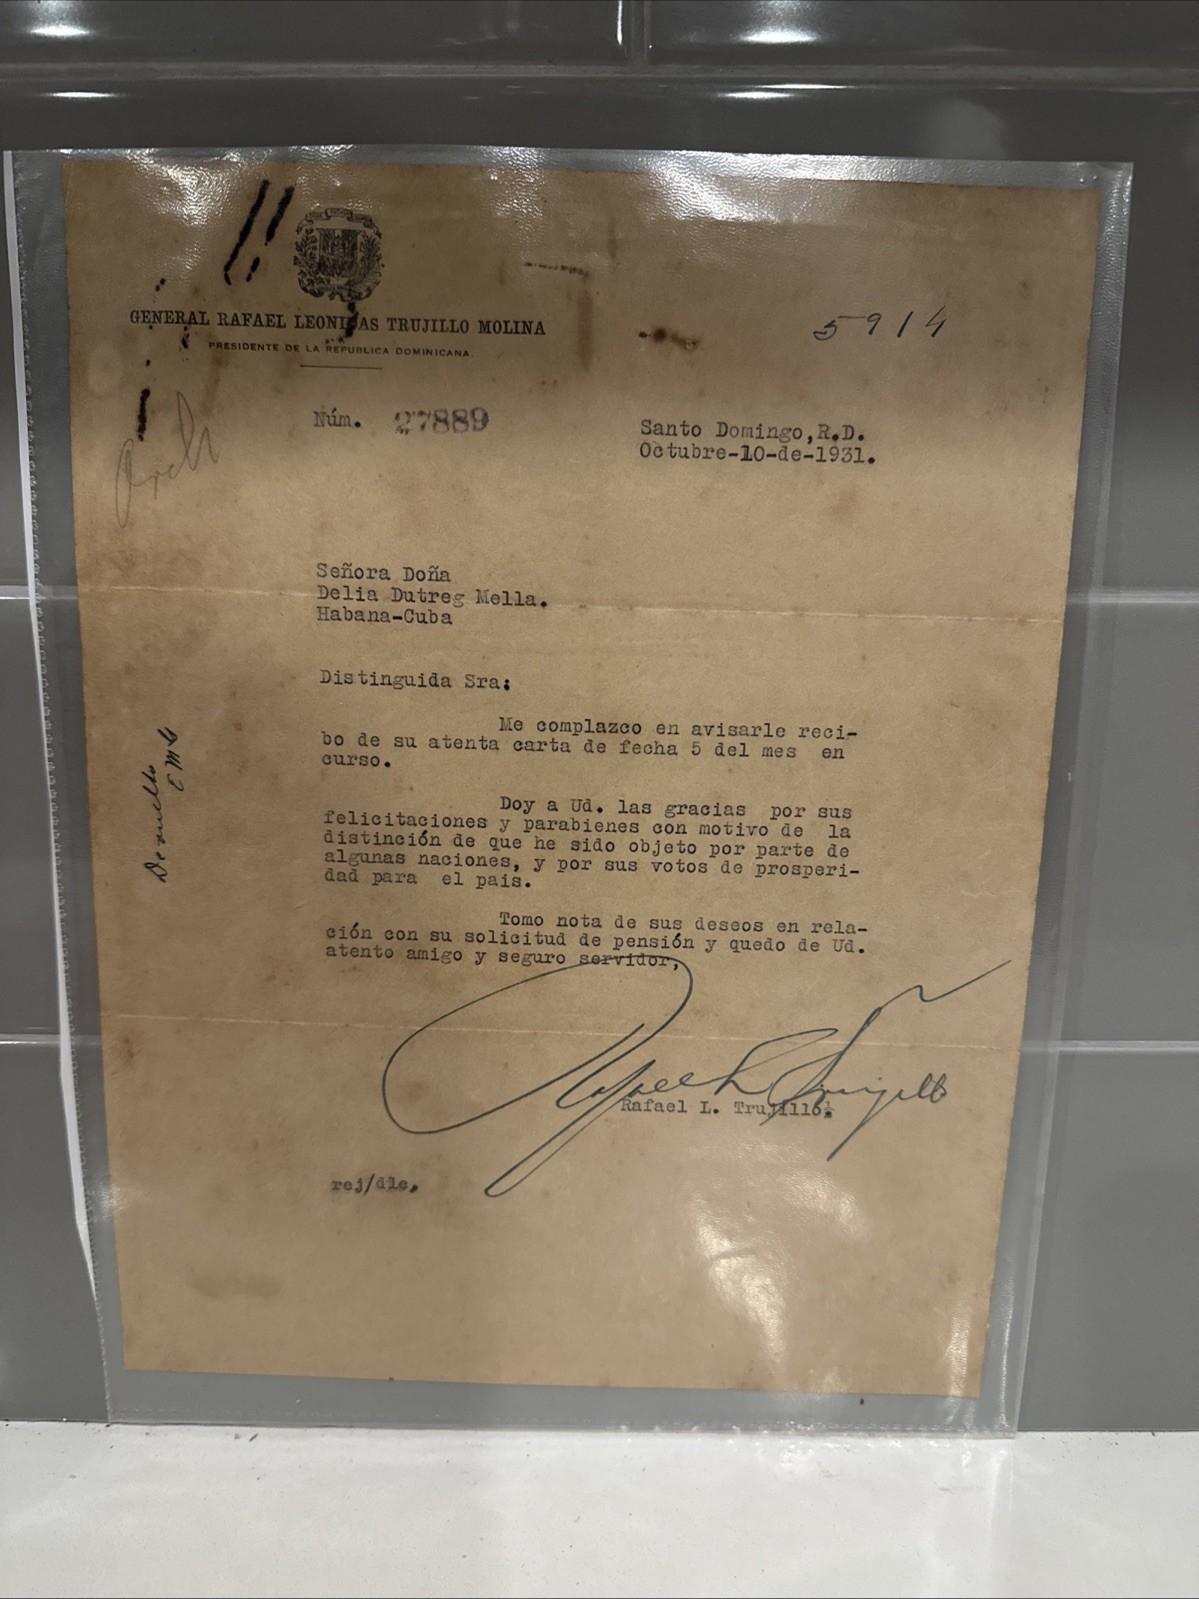 GENERAL RAFAEL LEONIDAS TRUJILLO MOLINA
PRESIDENTE DE LA REPUBLICA DOMINICANA.
5914
Núm. 27889
Santo Domingo,R.D.
Octubre-10-de-1931.
Señora Doña
Delia Dutreg Mella.
Habana-Cuba
Distinguida Sra:
Me complazco en avisarle reci-
bo de su atenta carta de fecha 5 del mes en
curso.
Doy a Ud. las gracias por sus
felicitaciones y parabienes con motivo de la
distinción de que he sido objeto por parte de
algunas naciones, y por sus votos de prosperi-
dad para el país.
Tomo nota de sus deseos en rela-
ción con su solicitud de pensión y quedo de Ud.
atento amigo y seguro servidor,
Rafael L. Trujillo
Rafael L. Trujillo.
rej/dlc.